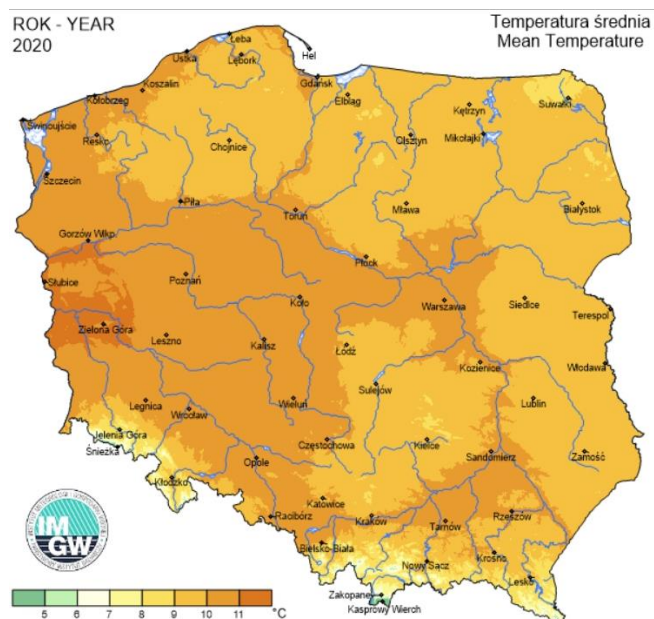 ROK - YEAR
2020
Temperatura średnia
Mean Temperature
Łeba
Hel
Ustka
Lębork
Gdańsk
Koszalin
Elbląg
Kętrzyn
Suwałki
Kołobrzeg
Świnoujście
Resko
Chojnice
Olsztyn
Mikołajki
Szczecin
Piła
Toruń
Mława
Białystok
Gorzów Wlkp.
Płock
Słubice
Poznań
Koło
Warszawa
Siedlce
Terespol
Zielona Góra
Leszno
Kalisz
Łódź
Kozienice
Włodawa
Sulejów
Legnica
Wrocław
Wieluń
Lublin
Jelenia Góra
Śnieżka
Częstochowa
Kielce
Sandomierz
Zamość
Opole
Kłodzko
Katowice
Racibórz
Kraków
Tarnów
Rzeszów
Bielsko-Biała
Nowy Sącz
Krosno
Lesko
Zakopane
Kasprowy Wierch
IM
GW
5 6 7 8 9 10 11 °C